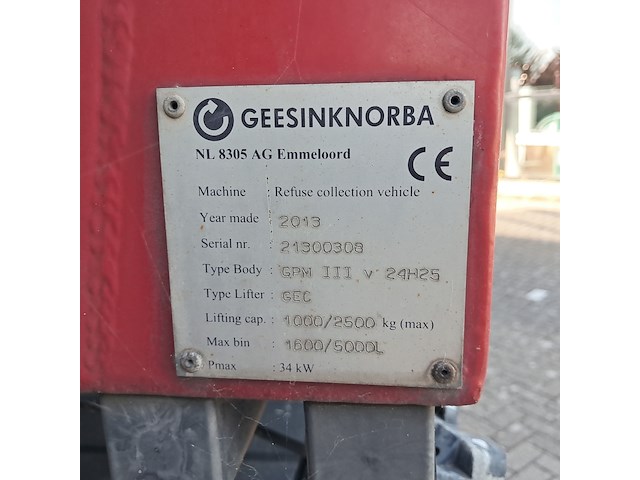 GEESINKNORBA
NL 8305 AG Emmeloord
CE
Machine : Refuse collection vehicle
Year made : 2013
Serial nr. : 21300308
Type Body : GPM III V 24H25
Type Lifter : GEC
Lifting cap. : 1000/2500 kg (max)
Max bin : 1600/5000L
Pmax : 34 kW